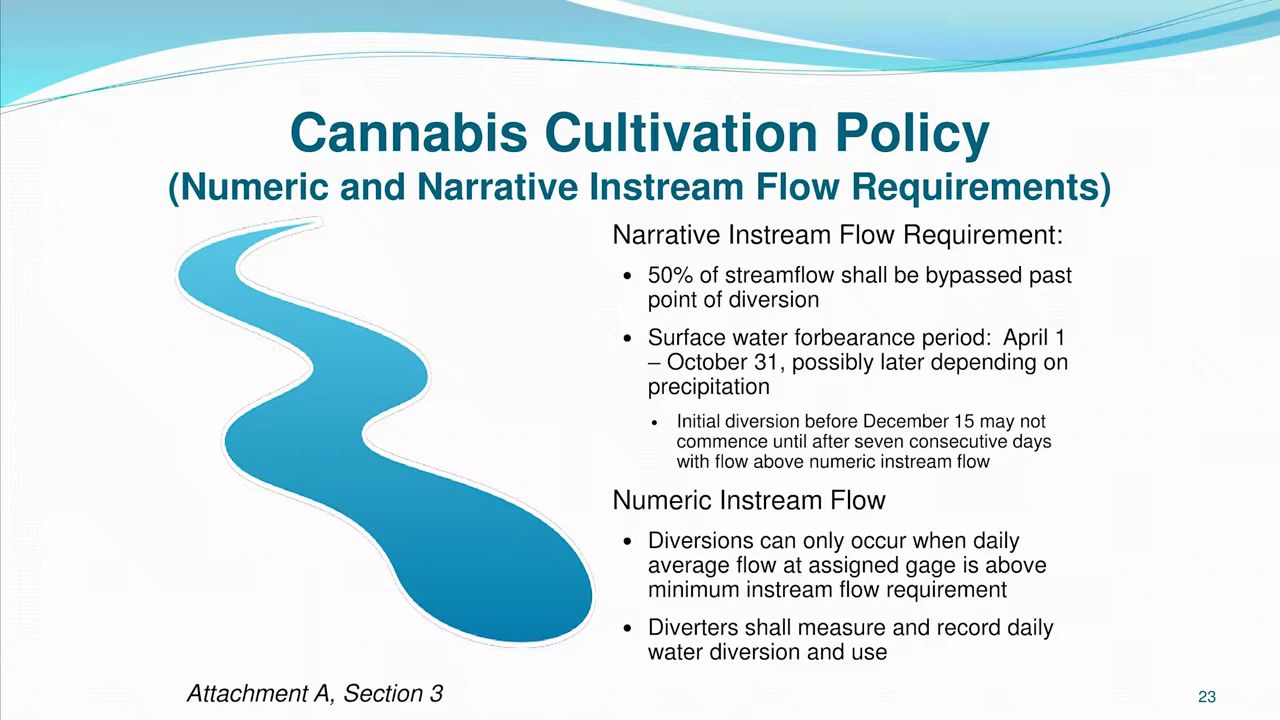 Cannabis Cultivation Policy
(Numeric and Narrative Instream Flow Requirements)
Narrative Instream Flow Requirement:
• 50% of streamflow shall be bypassed past
point of diversion
• Surface water forbearance period:  April 1
– October 31, possibly later depending on
precipitation
• Initial diversion before December 15 may not
commence until after seven consecutive days
with flow above numeric instream flow
Numeric Instream Flow
• Diversions can only occur when daily
average flow at assigned gage is above
minimum instream flow requirement
• Diverters shall measure and record daily
water diversion and use
Attachment A, Section 3
23